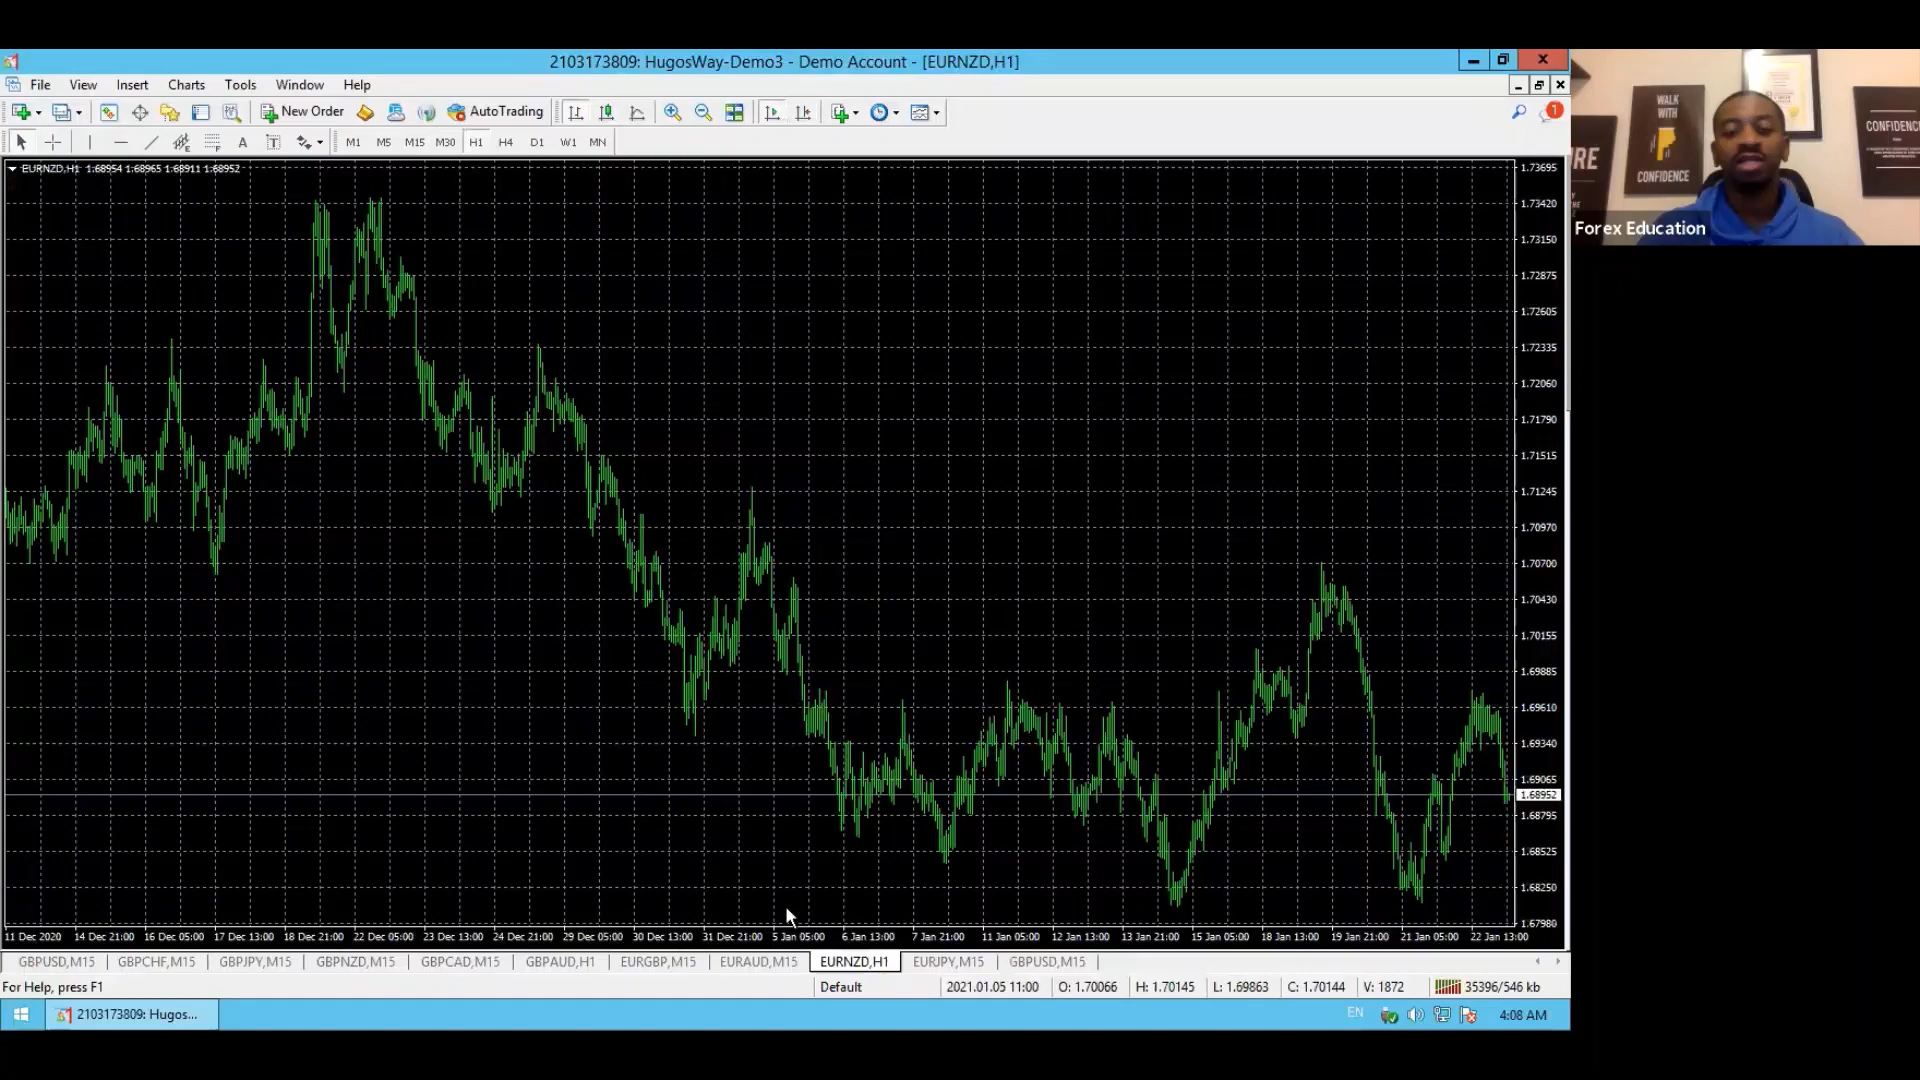 2103173809: HugosWay-Demo3 - Demo Account - [EURNZD,H1]
File View Insert Charts Tools Window Help
New Order AutoTrading 1
A T M1 M5 M15 M30 H1 H4 D1 W1 MN
EURNZD,H1 1.68954 1.68965 1.68911 1.68952
1.73695
1.73420
1.73150
1.72875
1.72605
1.72335
1.72060
1.71790
1.71515
1.71245
1.70970
1.70700
1.70430
1.70155
1.69885
1.69610
1.69340
1.69065
1.68952
1.68795
1.68525
1.68250
1.67980
11 Dec 2020 14 Dec 21:00 16 Dec 05:00 17 Dec 13:00 18 Dec 21:00 22 Dec 05:00 23 Dec 13:00 24 Dec 21:00 29 Dec 05:00 30 Dec 13:00 31 Dec 21:00 5 Jan 05:00 6 Jan 13:00 7 Jan 21:00 11 Jan 05:00 12 Jan 13:00 13 Jan 21:00 15 Jan 05:00 18 Jan 13:00 19 Jan 21:00 21 Jan 05:00 22 Jan 13:00
GBPUSD,M15 GBPCHF,M15 GBPJPY,M15 GBPNZD,M15 GBPCAD,M15 GBPAUD,H1 EURGBP,M15 EURAUD,M15 EURNZD,H1 EURJPY,M15 GBPUSD,M15
For Help, press F1 Default 2021.01.05 11:00 O: 1.70066 H: 1.70145 L: 1.69863 C: 1.70144 V: 1872 35396/546 kb
2103173809: Hugos... EN 4:08 AM
WALK
WITH
CONFIDENCE
CONFIDENC
Forex Education